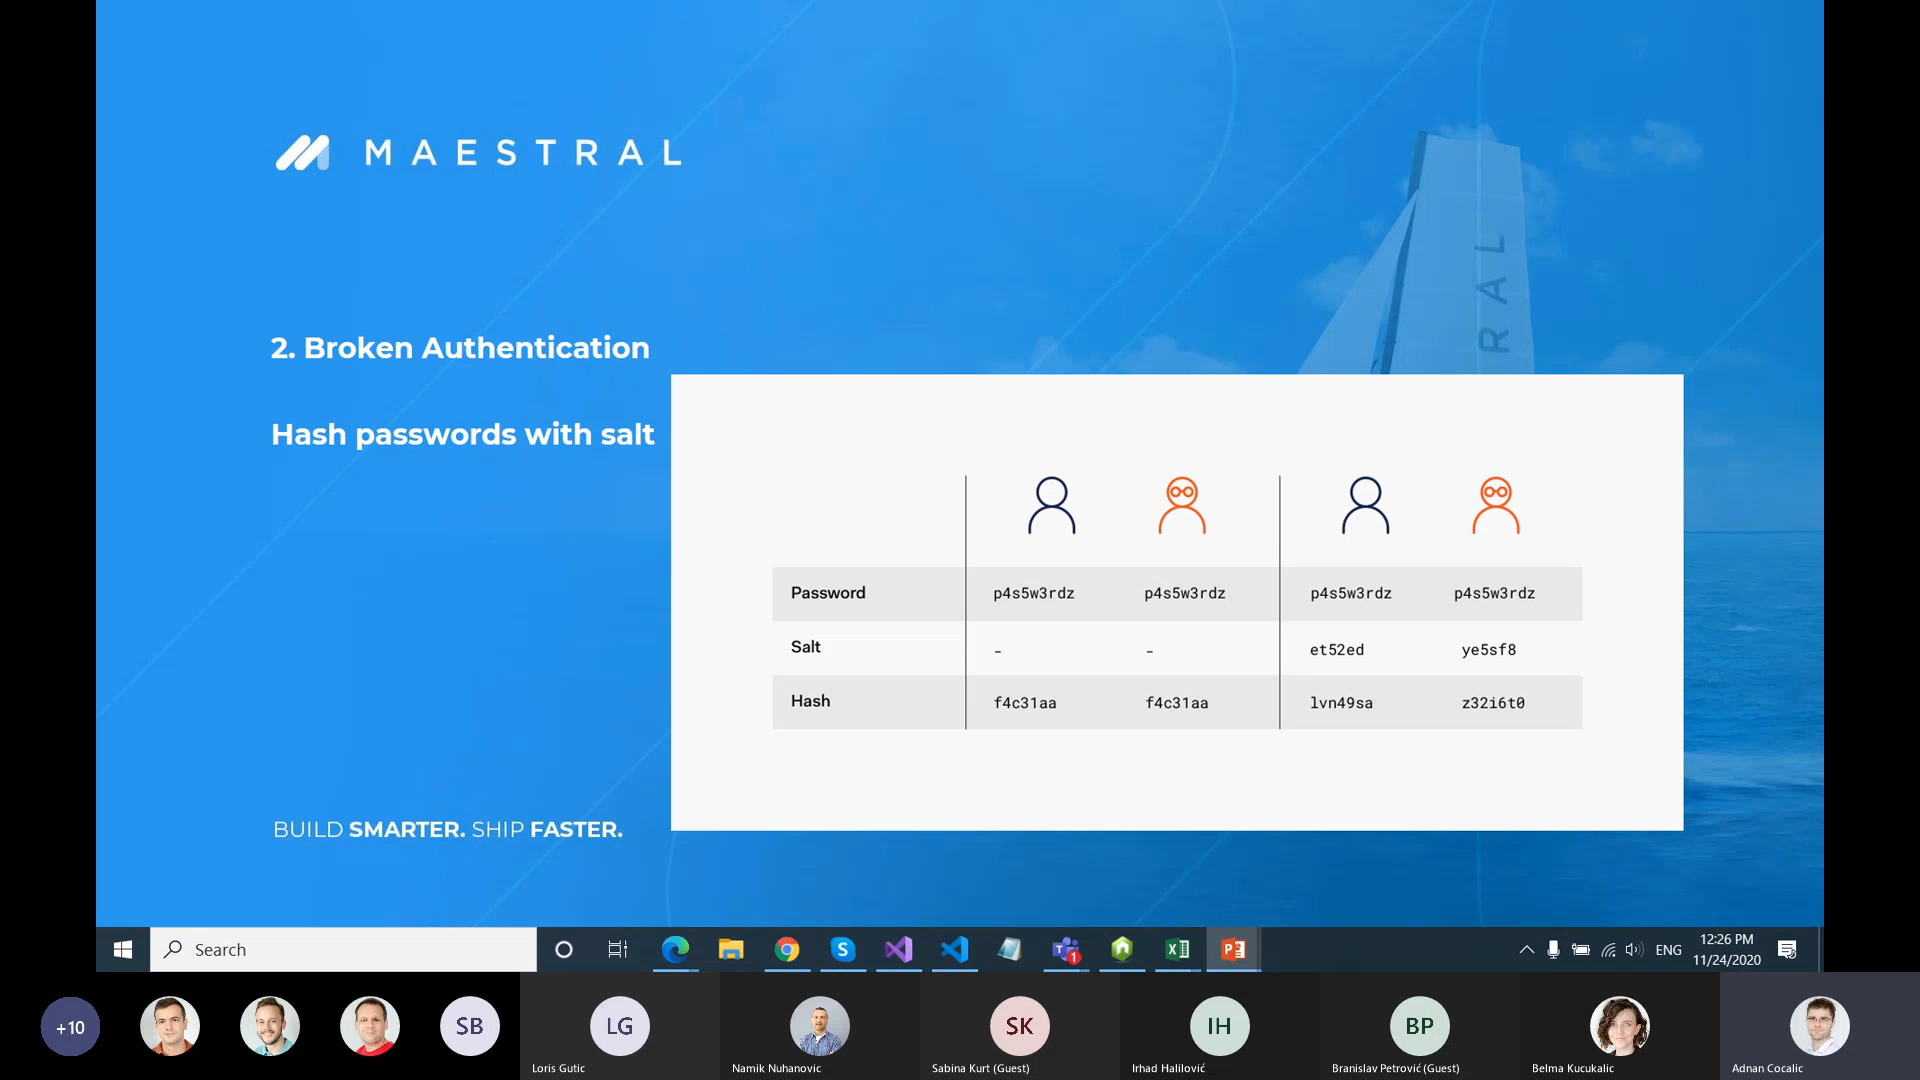 MAESTRAL
RAL
2. Broken Authentication
Hash passwords with salt
Password p4s5w3rdz p4s5w3rdz p4s5w3rdz p4s5w3rdz
Salt - - et52ed ye5sf8
Hash f4c31aa f4c31aa lvn49sa z32i6t0
BUILD SMARTER. SHIP FASTER.
Search
S
1
ENG
12:26 PM
11/24/2020
+10
SB
LG
SK
IH
BP
Loris Gutic
Namik Nuhanovic
Sabina Kurt (Guest)
Irhad Halilović
Branislav Petrović (Guest)
Belma Kucukalic
Adnan Cocalic